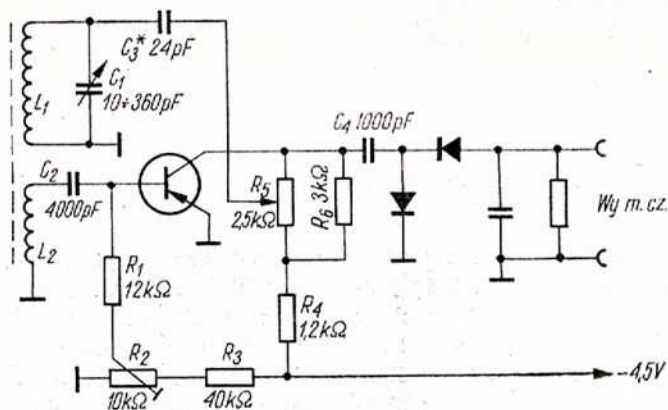 C3* 24pF
C1
10÷360pF
L1
C2
4000pF
L2
R1
12kΩ
R2
10kΩ
R3
40kΩ
R4
1,2kΩ
R5
2,5kΩ
R6 3kΩ
C4 1000pF
Wy m.cz.
-4,5V